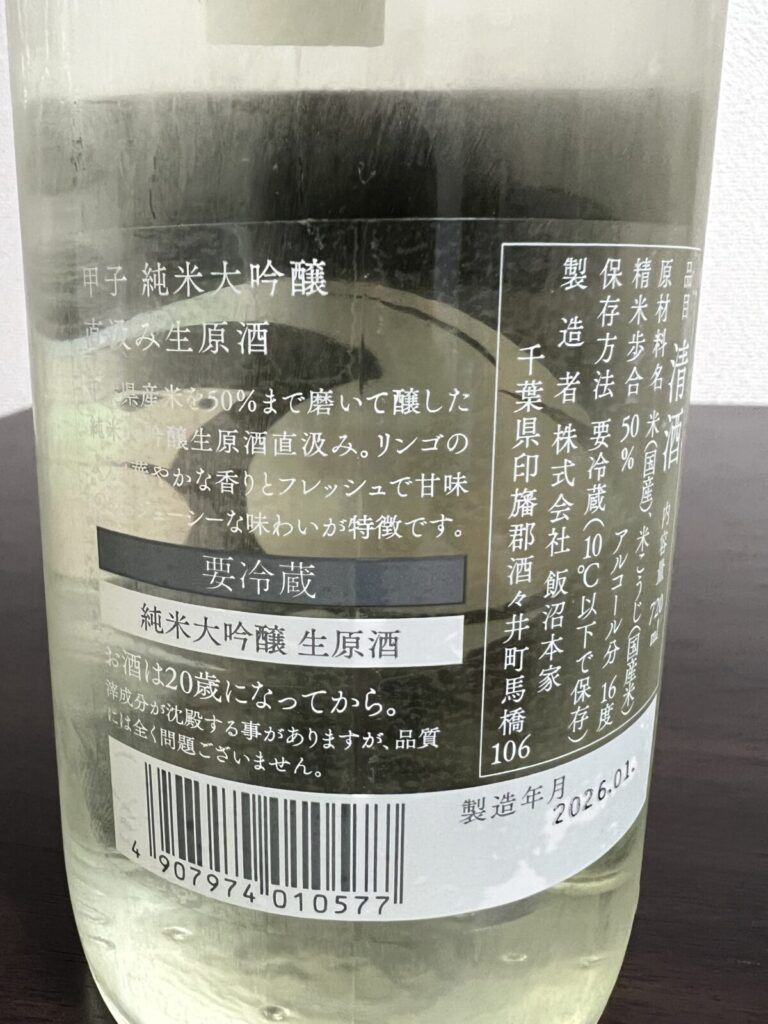 甲子 純米大吟醸
直汲み生原酒
県産米を50%まで磨いて醸した
純米 吟醸生原酒直汲み。リンゴの
華やかな香りとフレッシュで甘味
ーシーな味わいが特徴です。
要冷蔵
純米大吟醸 生原酒
お酒は20歳になってから。
滓成分が沈殿する事がありますが、品質
には全く問題ございません。
4 907974 010577
品目 清酒 内容量 720ml
原材料名 米(国産)、米こうじ(国産米)
精米歩合 50% アルコール分 16度
保存方法 要冷蔵(10℃以下で保存)
製造者 株式会社 飯沼本家
千葉県印旛郡酒々井町馬橋106
製造年月
2026.01.